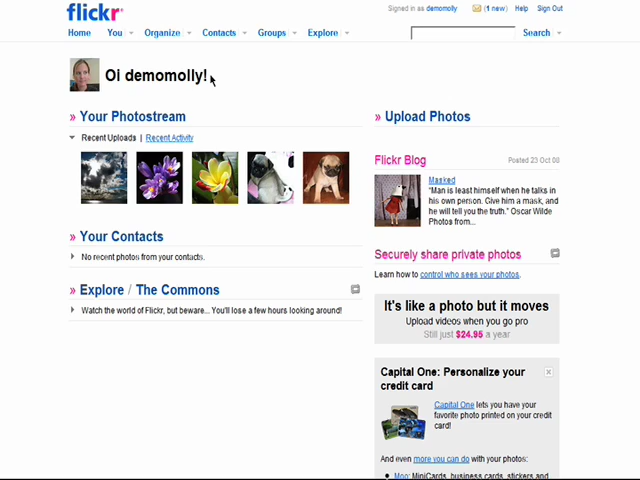 flickr
Signed in as demomolly (1 new) Help Sign Out
Home You Organize Contacts Groups Explore Search
Oi demomolly!
» Your Photostream
Recent Uploads | Recent Activity
» Your Contacts
No recent photos from your contacts.
» Explore / The Commons
Watch the world of Flickr, but beware... You'll lose a few hours looking around!
» Upload Photos
Flickr Blog Posted 23 Oct 00
Masked
"Man is least himself when he talks in his own person. Give him a mask, and he will tell you the truth." Oscar Wilde Photos from...
Securely share private photos
Learn how to control who sees your photos.
It's like a photo but it moves
Upload videos when you go pro
Still just $24.95 a year
Capital One: Personalize your credit card
Capital One lets you have your favorite photo printed on your credit card!
And even more you can do with your photos:
Moo: MiniCards, business cards, stickers and